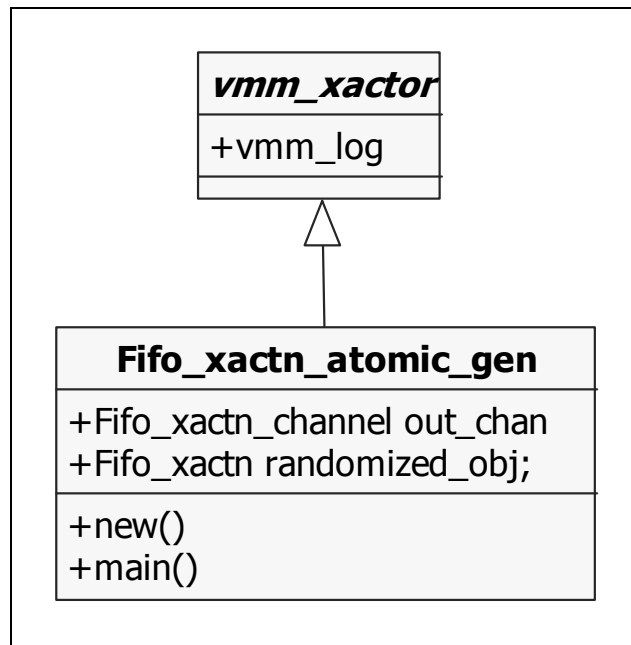 vmm_xactor
+vmm_log
Fifo_xactn_atomic_gen
+Fifo_xactn_channel out_chan
+Fifo_xactn randomized_obj;
+new()
+main()